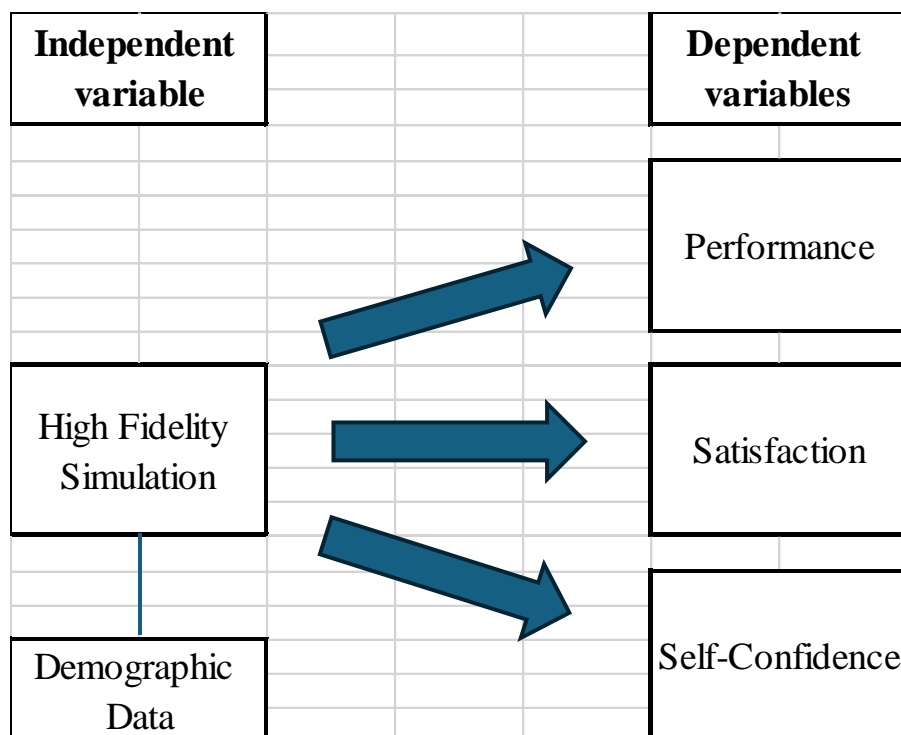 Independent
variable
Dependent
variables
Performance
High Fidelity
Simulation
Satisfaction
Demographic
Data
Self-Confidence